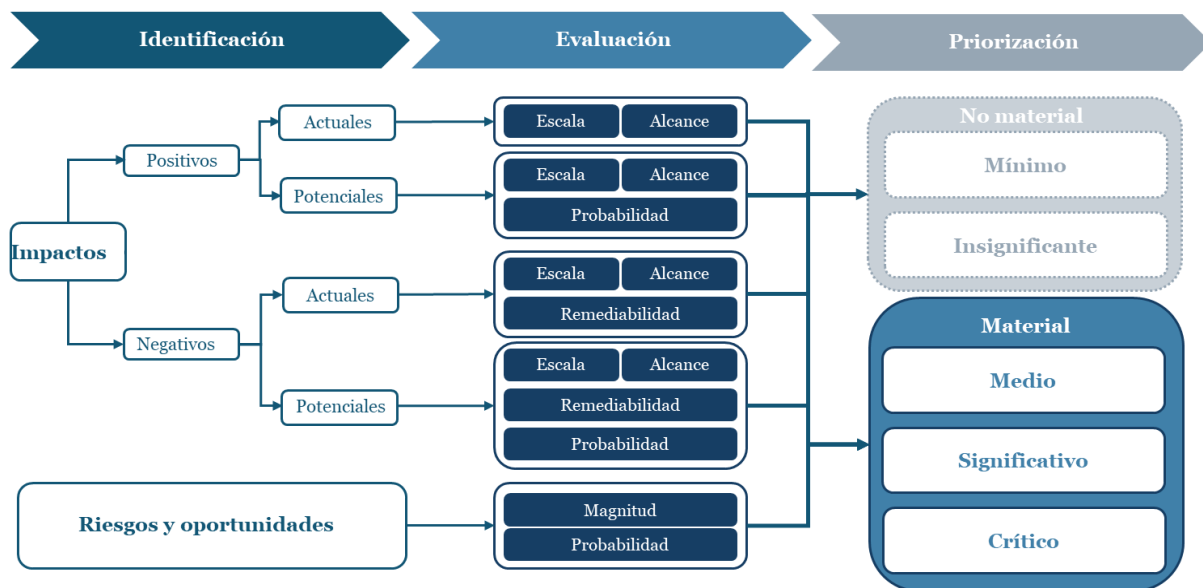 Identificación
Evaluación
Priorización
Impactos
Positivos
Actuales
Potenciales
Negativos
Actuales
Potenciales
Riesgos y oportunidades
Escala
Alcance
Escala
Alcance
Probabilidad
Escala
Alcance
Remediabilidad
Escala
Alcance
Remediabilidad
Probabilidad
Magnitud
Probabilidad
No material
Mínimo
Insignificante
Material
Medio
Significativo
Crítico